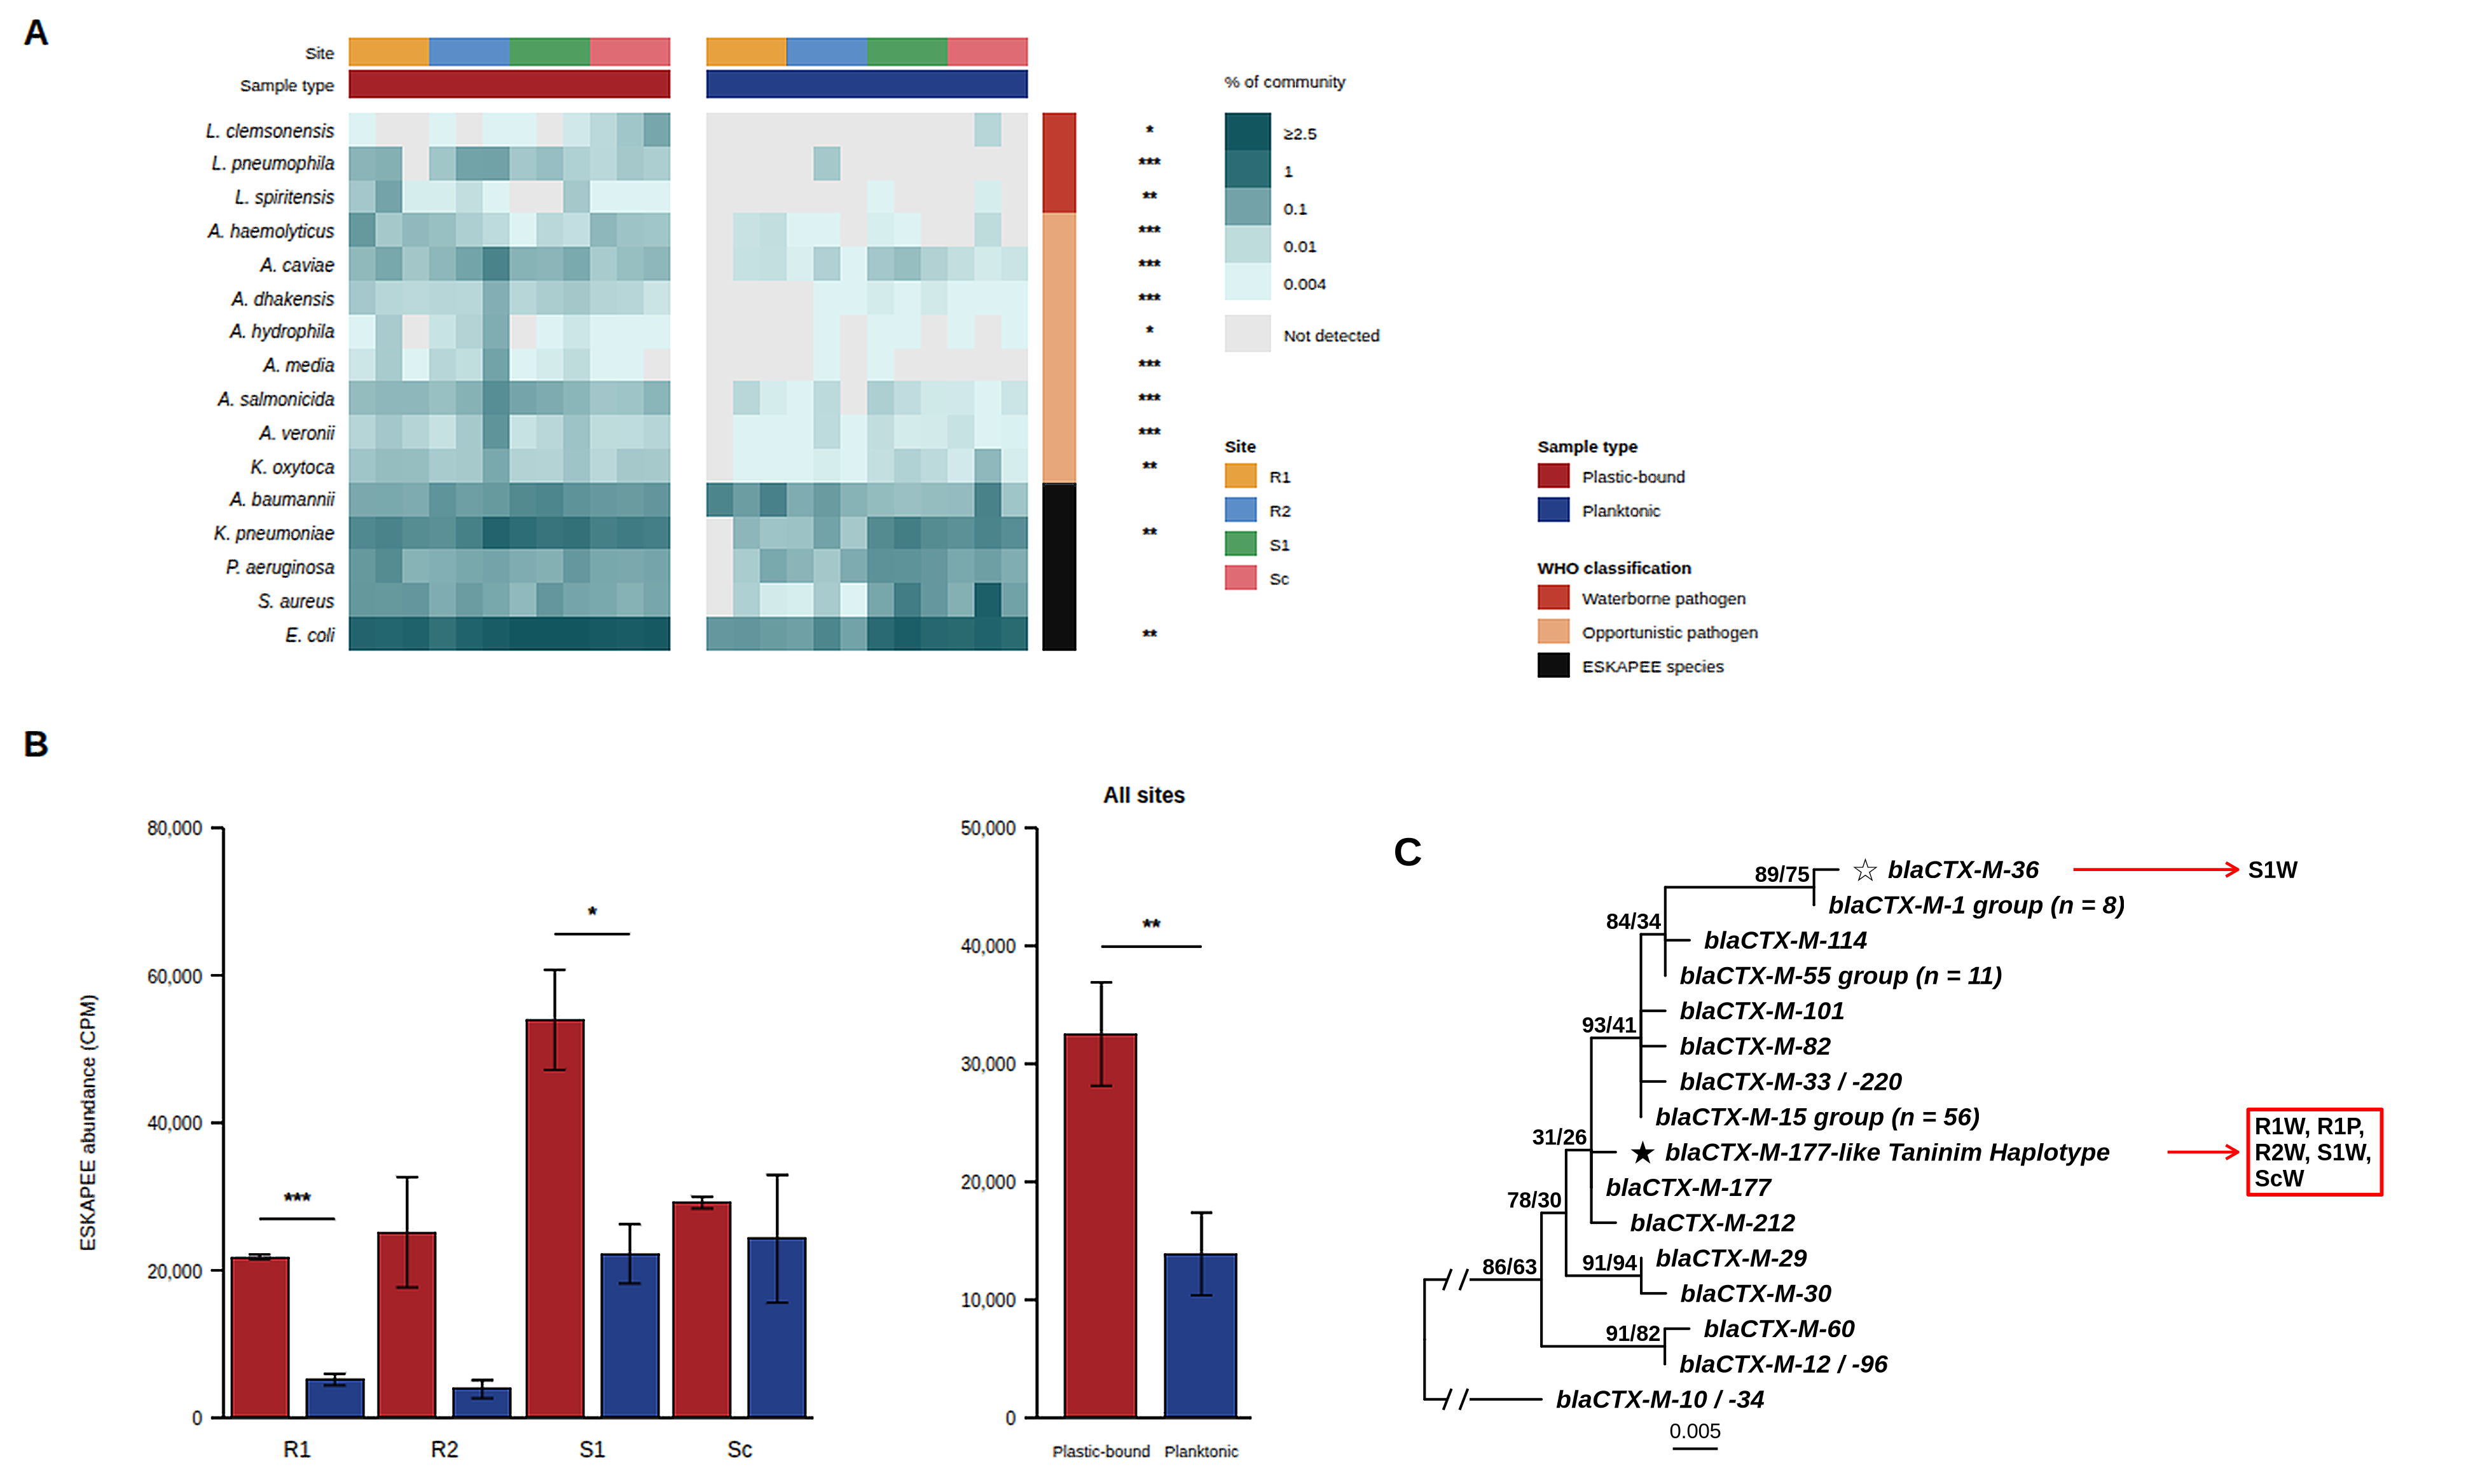 A
Site
Sample type
L. clemsonensis *
L. pneumophila ***
L. spiritensis **
A. haemolyticus ***
A. caviae ***
A. dhakensis ***
A. hydrophila *
A. media ***
A. salmonicida ***
A. veronii ***
K. oxytoca **
A. baumannii
K. pneumoniae **
P. aeruginosa
S. aureus
E. coli **
% of community
≥2.5
1
0.1
0.01
0.004
Not detected
Site
R1
R2
S1
Sc
Sample type
Plastic-bound
Planktonic
WHO classification
Waterborne pathogen
Opportunistic pathogen
ESKAPEE species
B
ESKAPEE abundance (CPM)
80,000
60,000
40,000
20,000
0
***
*
R1 R2 S1 Sc
All sites
50,000
40,000
30,000
20,000
10,000
0
**
Plastic-bound Planktonic
C
89/75 ☆ blaCTX-M-36 S1W
blaCTX-M-1 group (n = 8)
84/34
blaCTX-M-114
blaCTX-M-55 group (n = 11)
blaCTX-M-101
93/41
blaCTX-M-82
blaCTX-M-33 / -220
blaCTX-M-15 group (n = 56)
31/26
★ blaCTX-M-177-like Taninim Haplotype
R1W, R1P,
R2W, S1W,
ScW
blaCTX-M-177
78/30
blaCTX-M-212
blaCTX-M-29
86/63 91/94
blaCTX-M-30
blaCTX-M-60
91/82
blaCTX-M-12 / -96
blaCTX-M-10 / -34
0.005